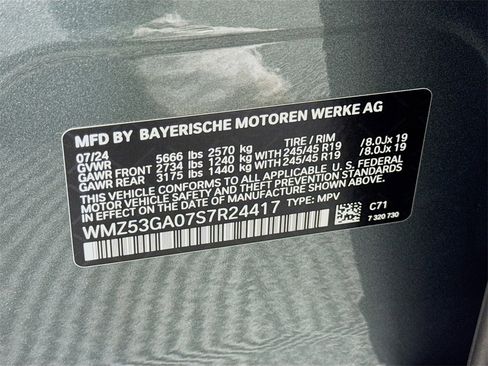 MFD BY BAYERISCHE MOTOREN WERKE AG
07/24 TIRE / RIM
GVWR 5666 lbs 2570 kg
GAWR FRONT 2734 lbs 1240 kg WITH 245/45 R19 / 8.0Jx 19
GAWR REAR 3175 lbs 1440 kg WITH 245/45 R19 / 8.0Jx 19
THIS VEHICLE CONFORMS TO ALL APPLICABLE U.S. FEDERAL
MOTOR VEHICLE SAFETY AND THEFT PREVENTION STANDARDS IN
EFFECT ON THE DATE OF MANUFACTURE SHOWN ABOVE.
WMZ53GA07S7R24417 TYPE: MPV
C71
7 320 730